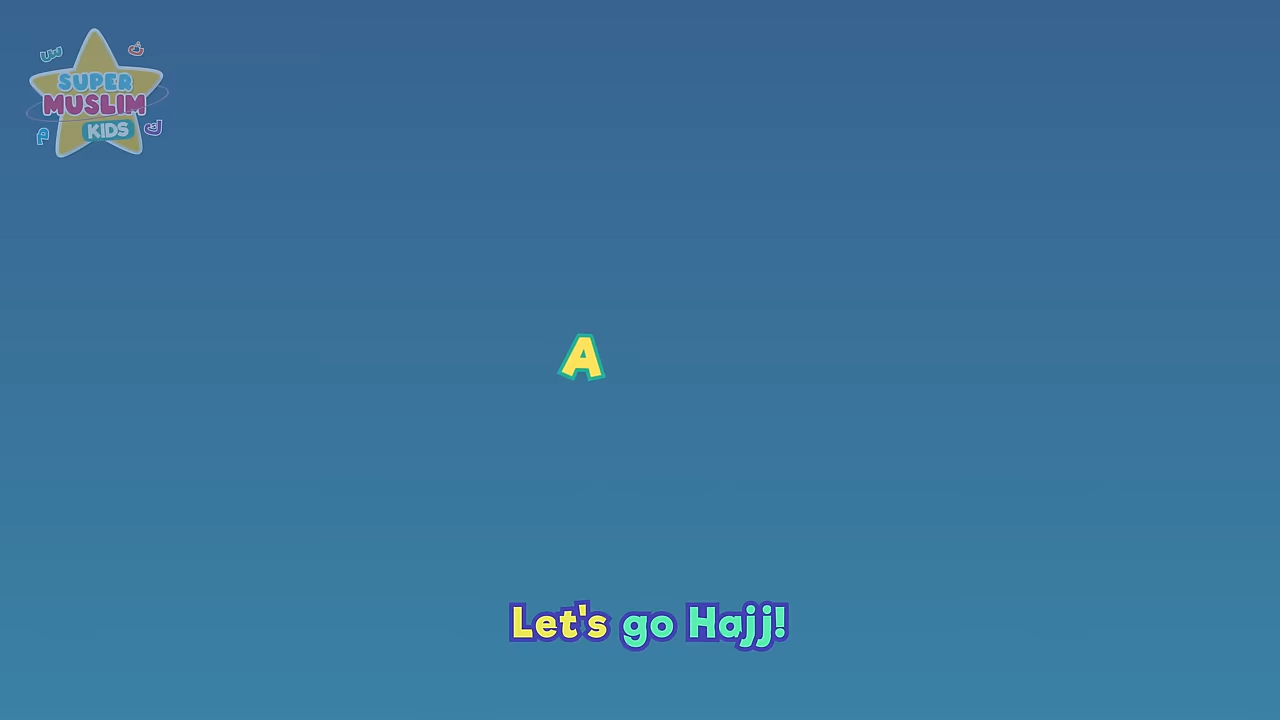 س
ث
SUPER
MUSLIM
KIDS
م
ك
A
Let's go Hajj!